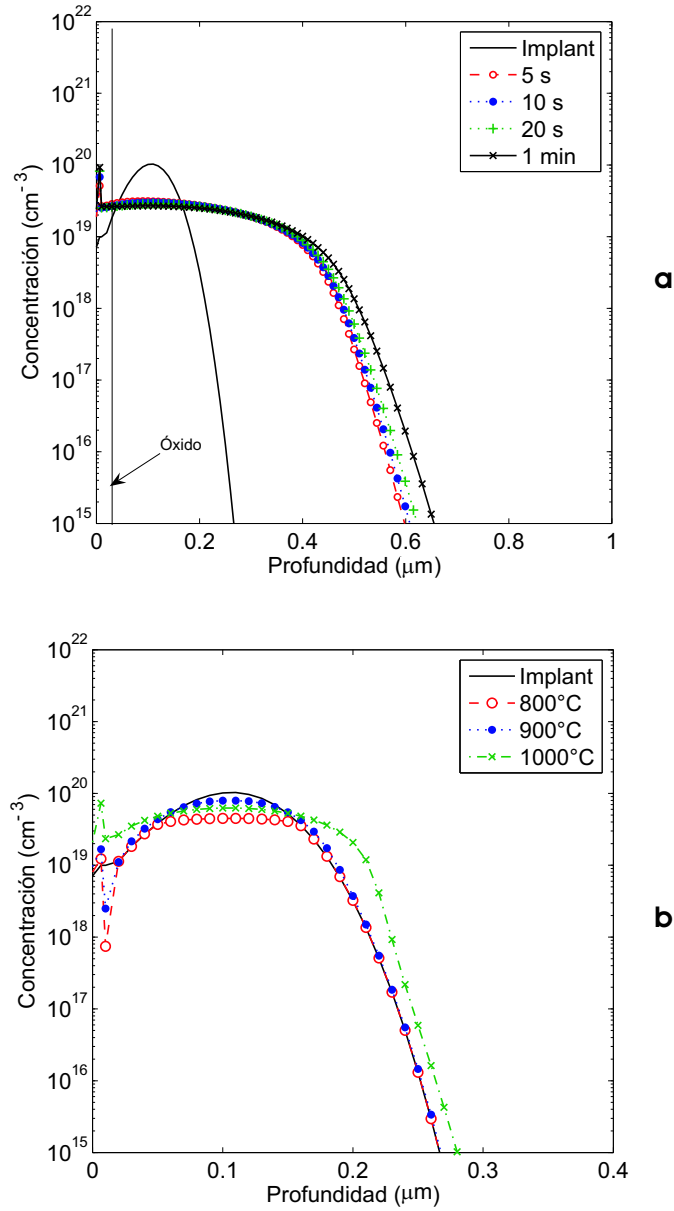 10^22
10^21
10^20
10^19
10^18
10^17
10^16
10^15
Concentración (cm^-3)
Implant
5 s
10 s
20 s
1 min
Óxido
0
0.2
0.4
0.6
0.8
1
Profundidad (μm)
a
10^22
10^21
10^20
10^19
10^18
10^17
10^16
10^15
Concentración (cm^-3)
Implant
800°C
900°C
1000°C
0
0.1
0.2
0.3
0.4
Profundidad (μm)
b